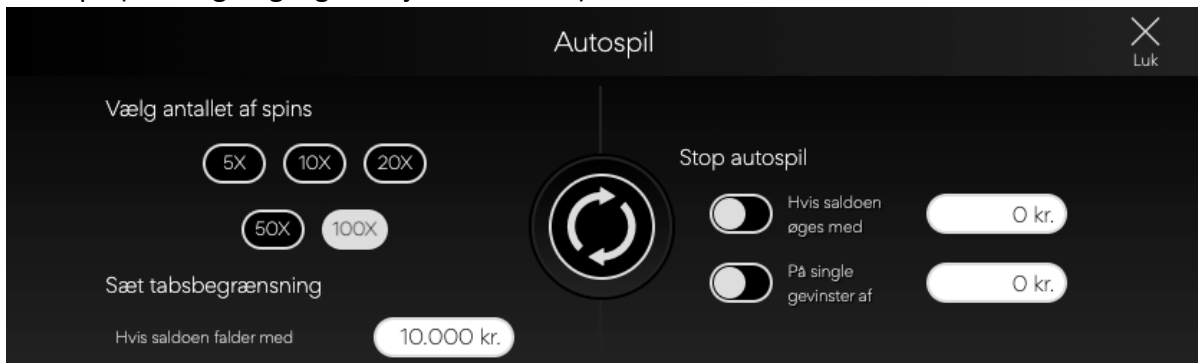 Autospil
Luk
Vælg antallet af spins
5X 10X 20X
50X 100X
Sæt tabsbegrænsning
Hvis saldoen falder med 10.000 kr.
Stop autospil
Hvis saldoen
øges med 0 kr.
På single
gevinster af 0 kr.